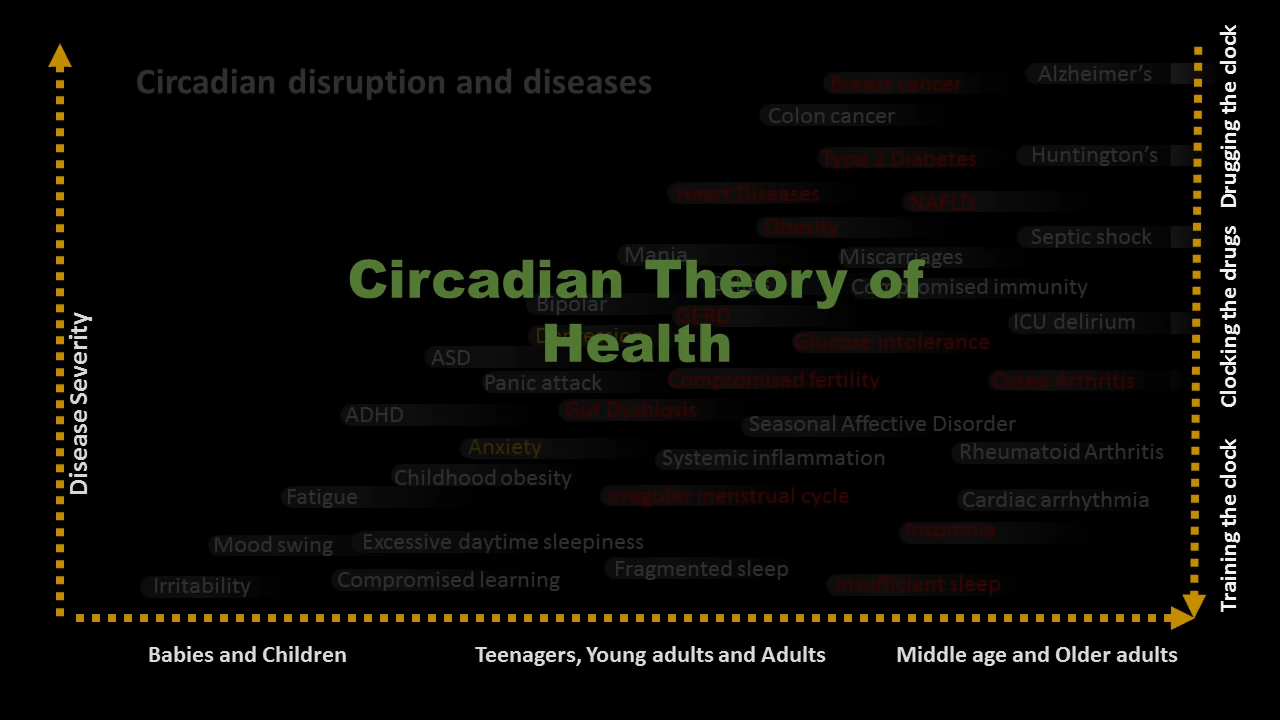 Circadian disruption and diseases
Breast cancer
Alzheimer's
Colon cancer
Type 2 Diabetes
Huntington's
Heart Diseases
NAFLD
Obesity
Septic shock
Mania
Miscarriages
Circadian Theory of
Health
Compromised immunity
Bipolar
GERD
ICU delirium
Depression
Glucose intolerance
ASD
Panic attack
Compromised fertility
Osteo Arthritis
ADHD
Gut Dysbiosis
Seasonal Affective Disorder
Anxiety
Systemic inflammation
Rheumatoid Arthritis
Childhood obesity
Fatigue
Irregular menstrual cycle
Cardiac arrhythmia
Insomnia
Mood swing
Excessive daytime sleepiness
Fragmented sleep
Irritability
Compromised learning
Insufficient sleep
Disease Severity
Drugging the clock
Clocking the drugs
Training the clock
Babies and Children
Teenagers, Young adults and Adults
Middle age and Older adults